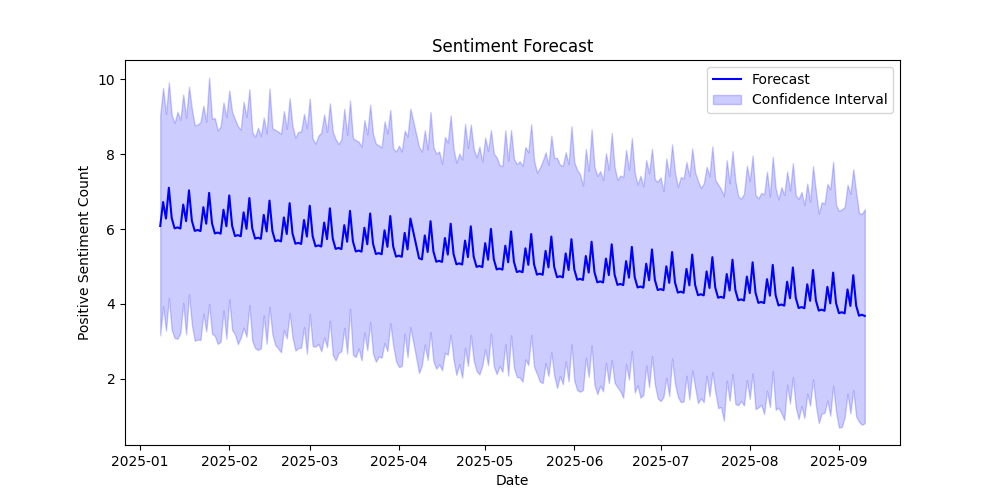 Sentiment Forecast
Forecast
Confidence Interval
Positive Sentiment Count
10
8
6
4
2
2025-01
2025-02
2025-03
2025-04
2025-05
2025-06
2025-07
2025-08
2025-09
Date